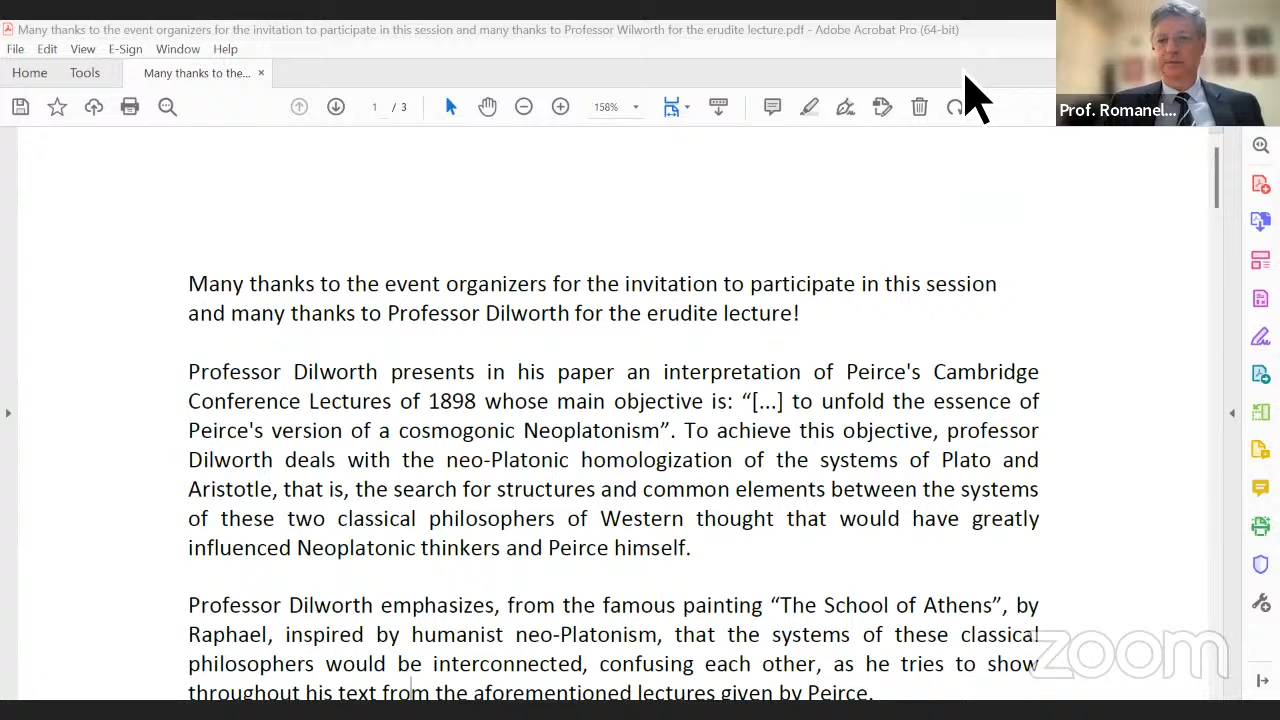 Many thanks to the event organizers for the invitation to participate in this session and many thanks to Professor Wilworth for the erudite lecture.pdf - Adobe Acrobat Pro (64-bit)
File Edit View E-Sign Window Help
Home Tools Many thanks to the... ×
1 / 3 158%
Prof. Romanel...
Many thanks to the event organizers for the invitation to participate in this session
and many thanks to Professor Dilworth for the erudite lecture!
Professor Dilworth presents in his paper an interpretation of Peirce's Cambridge
Conference Lectures of 1898 whose main objective is: “[...] to unfold the essence of
Peirce's version of a cosmogonic Neoplatonism”. To achieve this objective, professor
Dilworth deals with the neo-Platonic homologization of the systems of Plato and
Aristotle, that is, the search for structures and common elements between the systems
of these two classical philosophers of Western thought that would have greatly
influenced Neoplatonic thinkers and Peirce himself.
Professor Dilworth emphasizes, from the famous painting “The School of Athens”, by
Raphael, inspired by humanist neo-Platonism, that the systems of these classical
philosophers would be interconnected, confusing each other, as he tries to show
throughout his text from the aforementioned lectures given by Peirce.
zoom